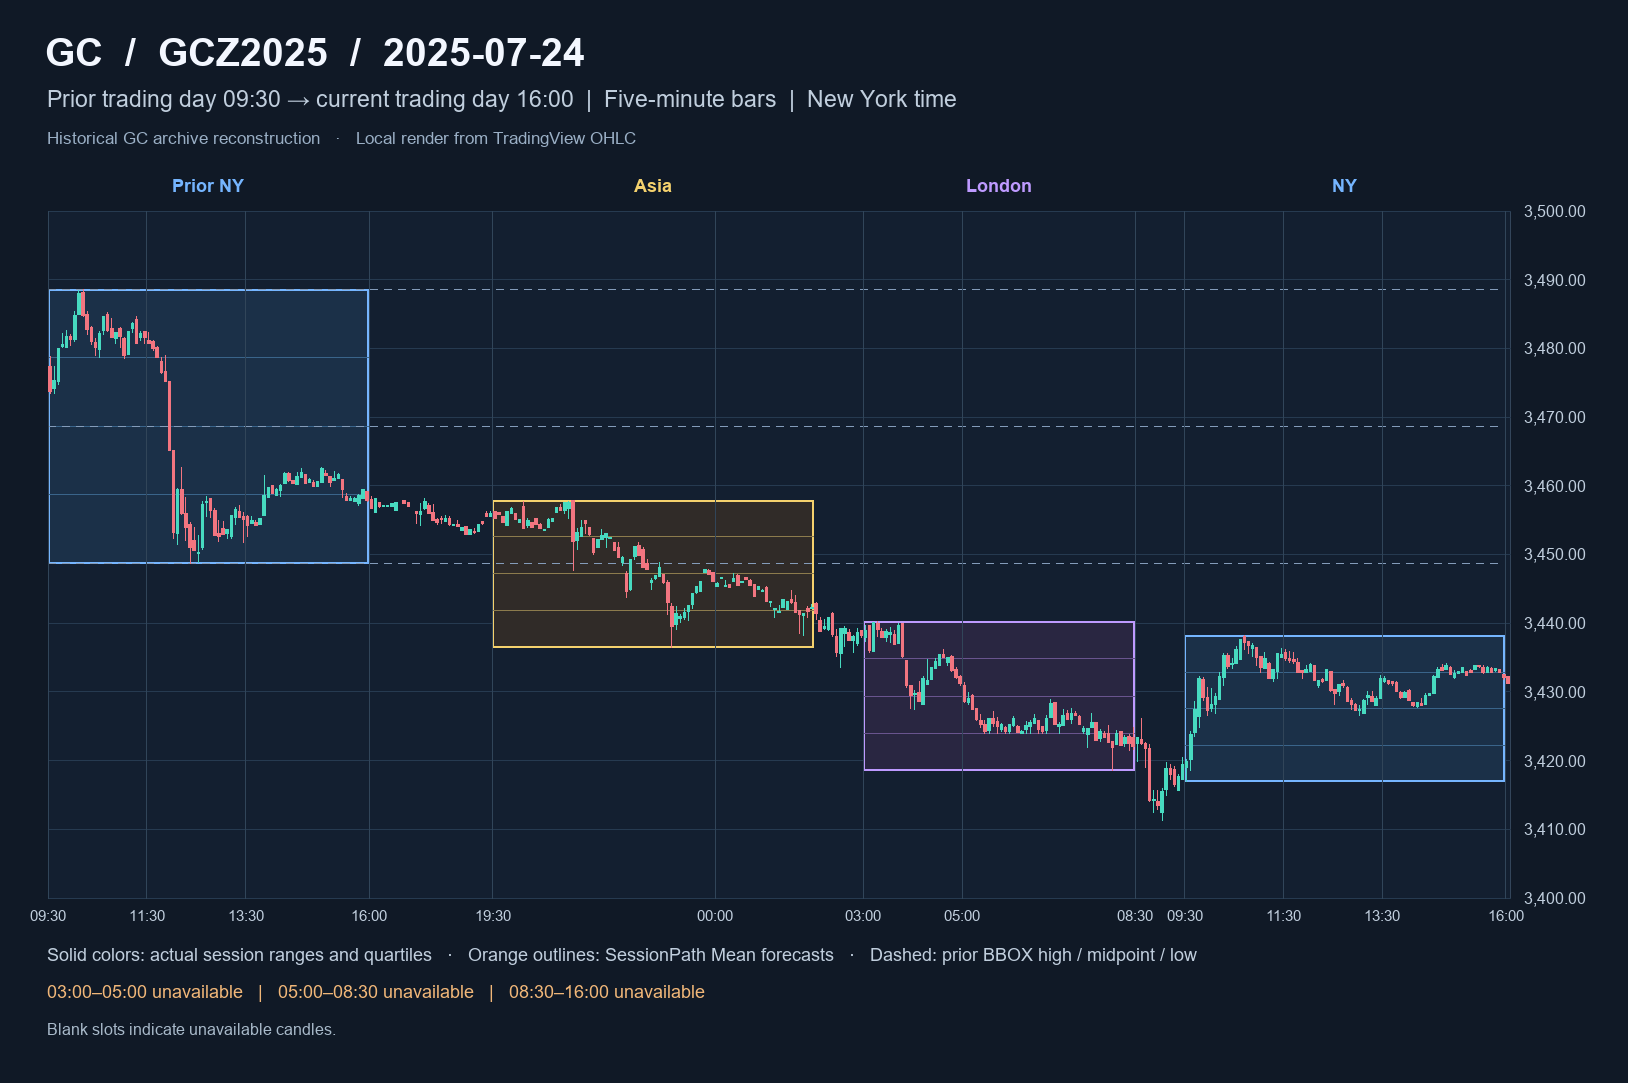 GC / GCZ2025 / 2025-07-24
Prior trading day 09:30 → current trading day 16:00 | Five-minute bars | New York time
Historical GC archive reconstruction · Local render from TradingView OHLC
Prior NY Asia London NY
3,500.00
3,490.00
3,480.00
3,470.00
3,460.00
3,450.00
3,440.00
3,430.00
3,420.00
3,410.00
3,400.00
09:30 11:30 13:30 16:00 19:30 00:00 03:00 05:00 08:30 09:30 11:30 13:30 16:00
Solid colors: actual session ranges and quartiles · Orange outlines: SessionPath Mean forecasts · Dashed: prior BBOX high / midpoint / low
03:00–05:00 unavailable | 05:00–08:30 unavailable | 08:30–16:00 unavailable
Blank slots indicate unavailable candles.